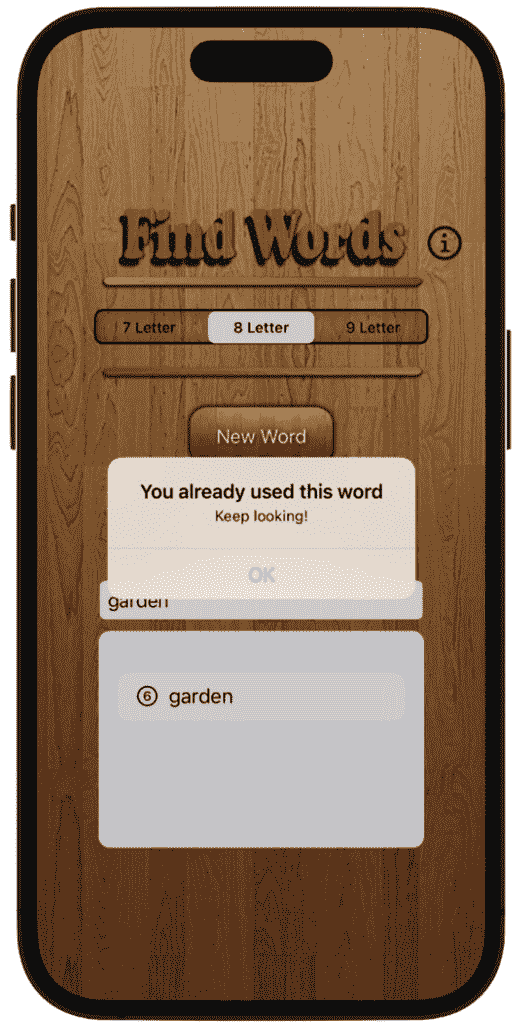 Find Words
7 Letter 8 Letter 9 Letter
New Word
You already used this word
Keep looking!
OK
garden
6 garden